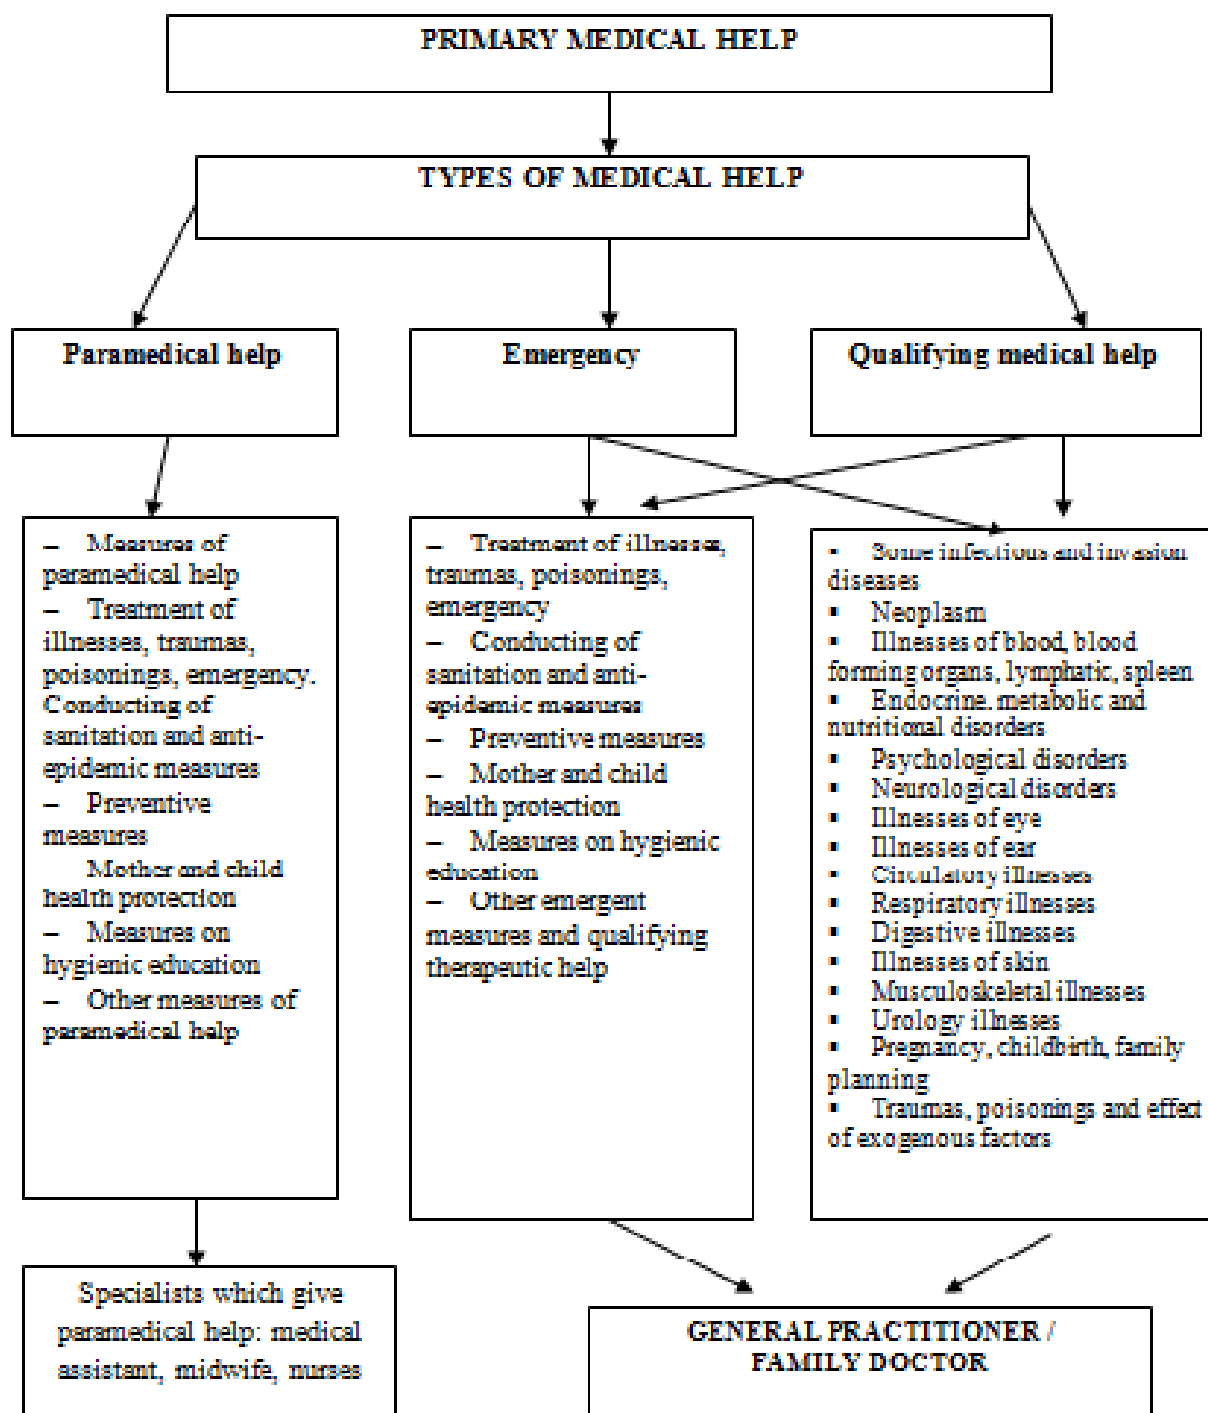 PRIMARY MEDICAL HELP
TYPES OF MEDICAL HELP
Paramedical help
Emergency
Qualifying medical help
– Measures of
paramedical help
– Treatment of
illnesses, traumas,
poisonings, emergency.
Conducting of
sanitation and anti-
epidemic measures
– Preventive
measures
Mother and child
health protection
– Measures on
hygienic education
– Other measures of
paramedical help
– Treatment of illnesses,
traumas, poisonings,
emergency
– Conducting of
sanitation and anti-
epidemic measures
– Preventive measures
– Mother and child
health protection
– Measures on hygienic
education
– Other emergent
measures and qualifying
therapeutic help
▪ Some infectious and invasion
diseases
▪ Neoplasm
▪ Illnesses of blood, blood
forming organs, lymphatic, spleen
▪ Endocrine, metabolic and
nutritional disorders
▪ Psychological disorders
▪ Neurological disorders
▪ Illnesses of eye
▪ Illnesses of ear
▪ Circulatory illnesses
▪ Respiratory illnesses
▪ Digestive illnesses
▪ Illnesses of skin
▪ Musculoskeletal illnesses
▪ Urology illnesses
▪ Pregnancy, childbirth, family
planning
▪ Traumas, poisonings and effect
of exogenous factors
Specialists which give
paramedical help: medical
assistant, midwife, nurses
GENERAL PRACTITIONER /
FAMILY DOCTOR